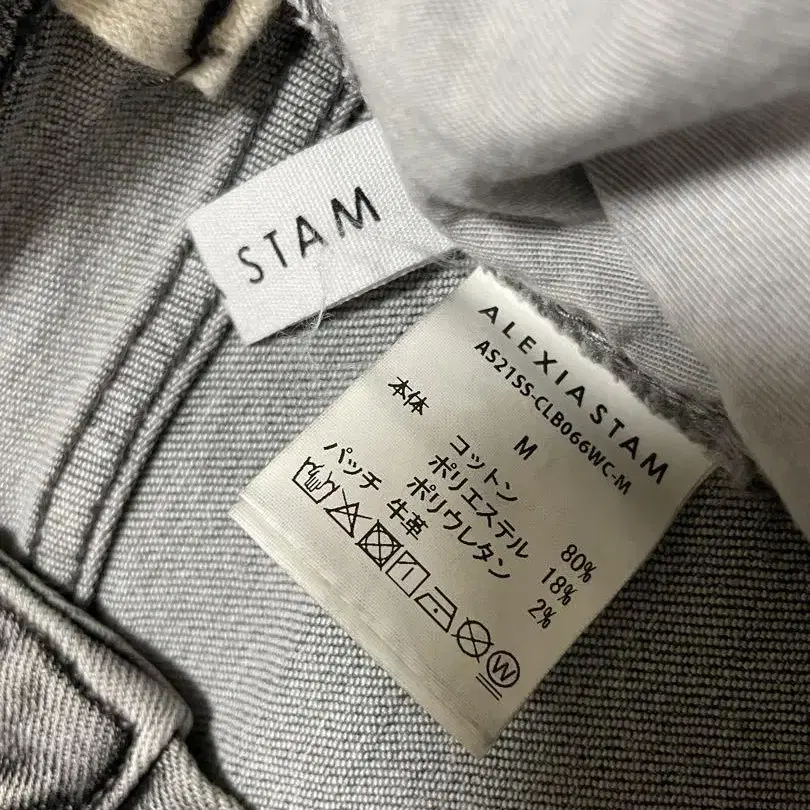 STAM
ALEXIASTAM
AS21SS-CLB066WC-M
M
本体 コットン 80%
ポリエステル 18%
ポリウレタン 2%
パッチ 牛革
W